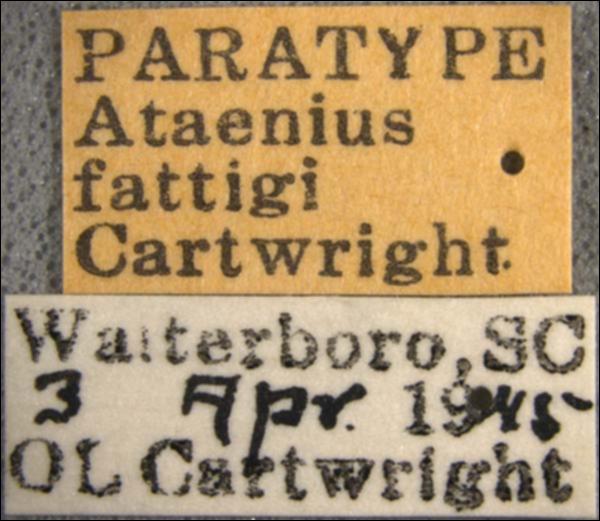 PARATYPE
Ataenius
fattigi
Cartwright
Walterboro, SC
3 Apr. 1945
OL Cartwright